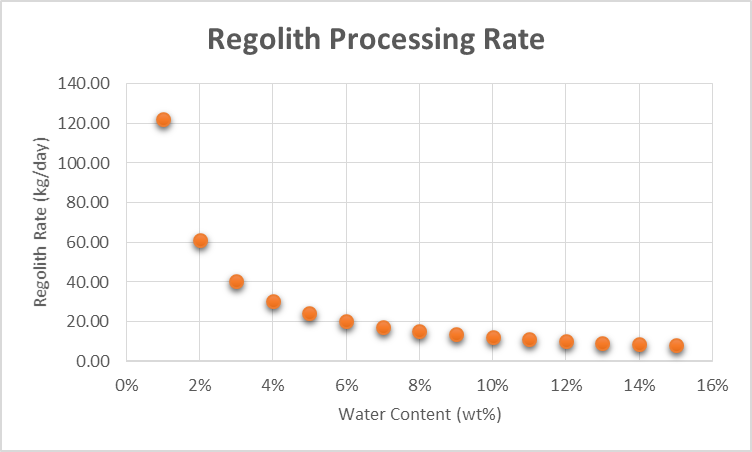 Regolith Processing Rate
140.00
120.00
100.00
80.00
60.00
40.00
20.00
0.00
Regolith Rate (kg/day)
0% 2% 4% 6% 8% 10% 12% 14% 16%
Water Content (wt%)